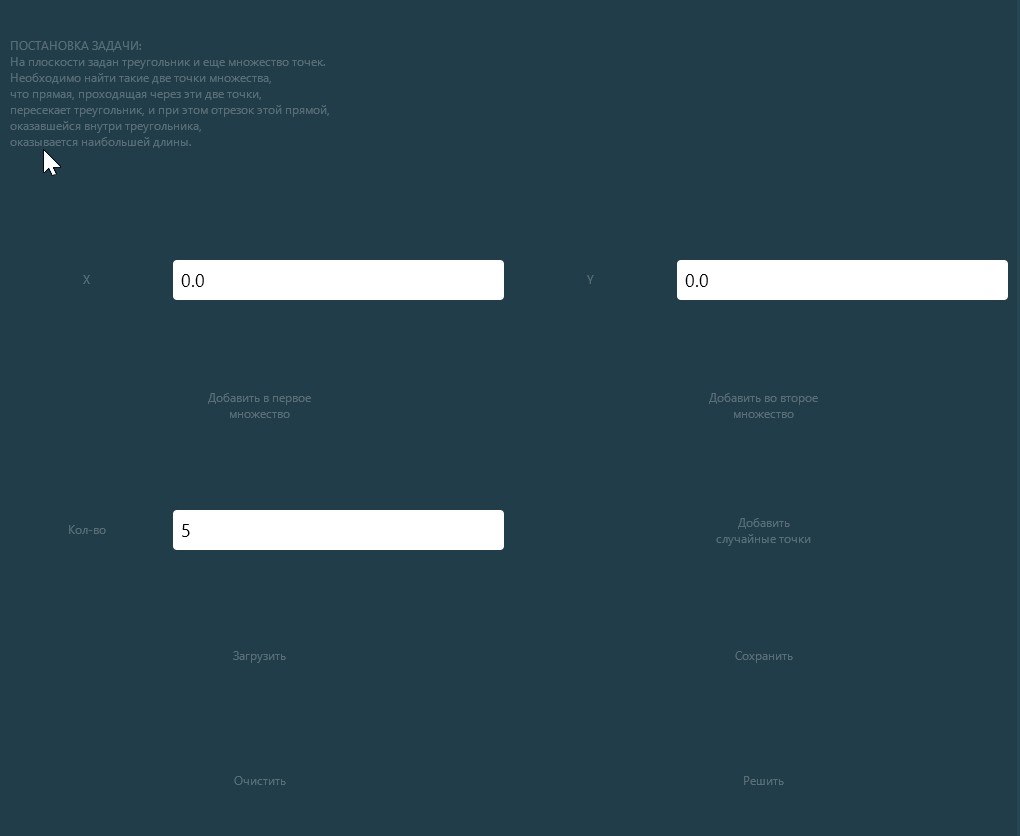 ПОСТАНОВКА ЗАДАЧИ:
На плоскости задан треугольник и еще множество точек.
Необходимо найти такие две точки множества,
что прямая, проходящая через эти две точки,
пересекает треугольник, и при этом отрезок этой прямой,
оказавшейся внутри треугольника,
оказывается наибольшей длины.
X
0.0
Y
0.0
Добавить в первое
множество
Добавить во второе
множество
Кол-во
5
Добавить
случайные точки
Загрузить
Сохранить
Очистить
Решить